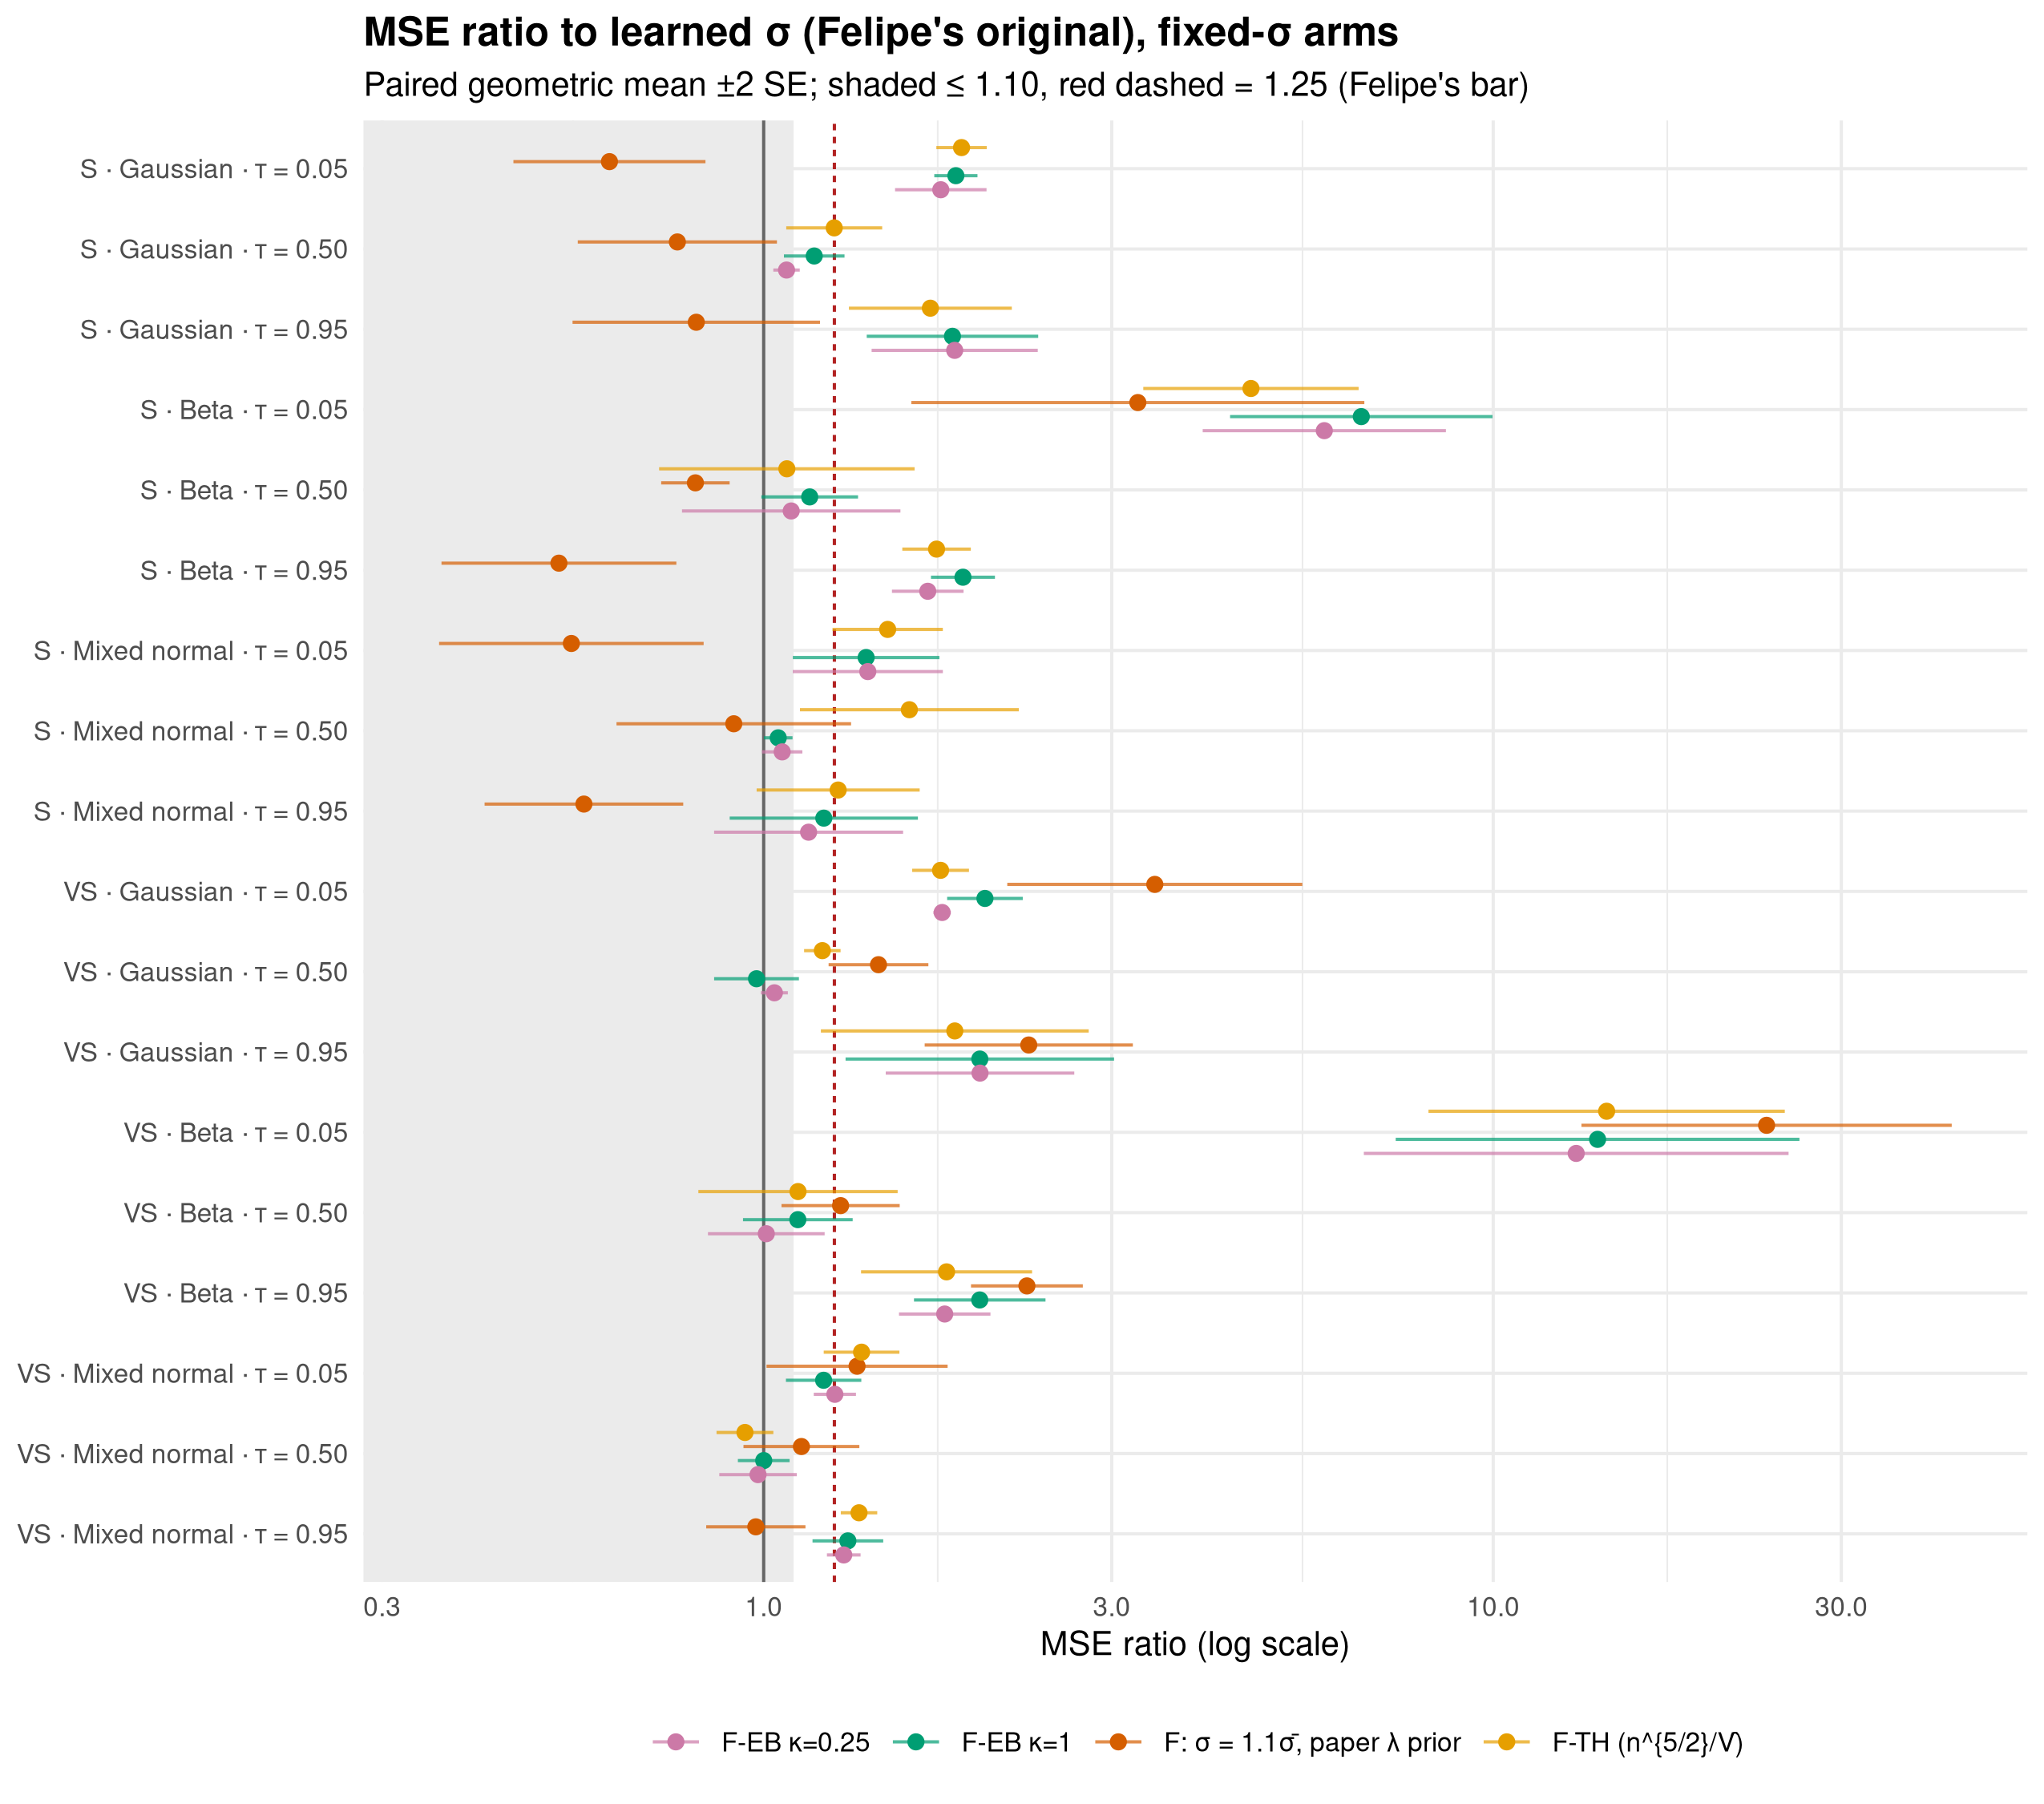 MSE ratio to learned σ (Felipe's original), fixed-σ arms
Paired geometric mean ±2 SE; shaded ≤ 1.10, red dashed = 1.25 (Felipe's bar)
S · Gaussian · τ = 0.05
S · Gaussian · τ = 0.50
S · Gaussian · τ = 0.95
S · Beta · τ = 0.05
S · Beta · τ = 0.50
S · Beta · τ = 0.95
S · Mixed normal · τ = 0.05
S · Mixed normal · τ = 0.50
S · Mixed normal · τ = 0.95
VS · Gaussian · τ = 0.05
VS · Gaussian · τ = 0.50
VS · Gaussian · τ = 0.95
VS · Beta · τ = 0.05
VS · Beta · τ = 0.50
VS · Beta · τ = 0.95
VS · Mixed normal · τ = 0.05
VS · Mixed normal · τ = 0.50
VS · Mixed normal · τ = 0.95
0.3 1.0 3.0 10.0 30.0
MSE ratio (log scale)
F-EB κ=0.25 F-EB κ=1 F: σ = 1.1σ̄, paper λ prior F-TH (n^{5/2}/V)